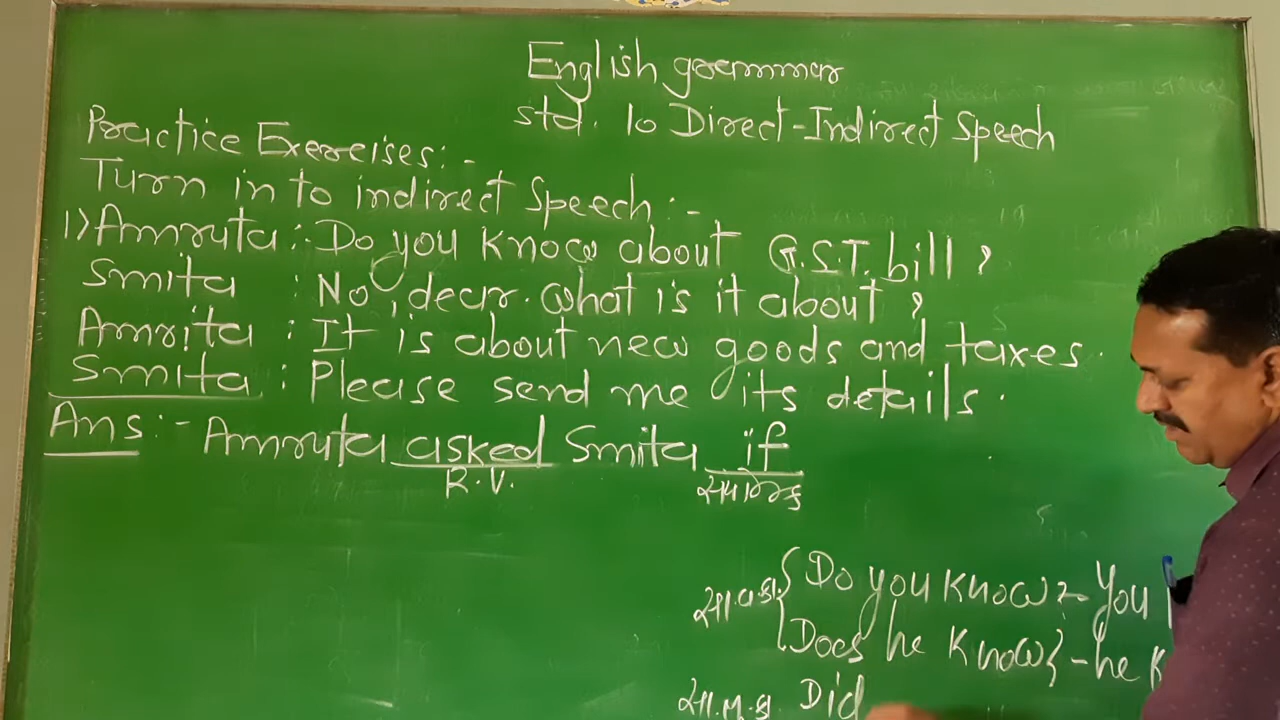 English grammar
std. 10 Direct-Indirect Speech
Practice Exercises:-
Turn in to indirect Speech:-
1) Amruta: Do you know about G.S.T. bill?
Smita : No, dear. What is it about?
Amrita : It is about new goods and taxes.
Smita : Please send me its details.
Ans:- Amruta asked Smita if
R.V.
Do you know?- You
Does he know?-he K
Did